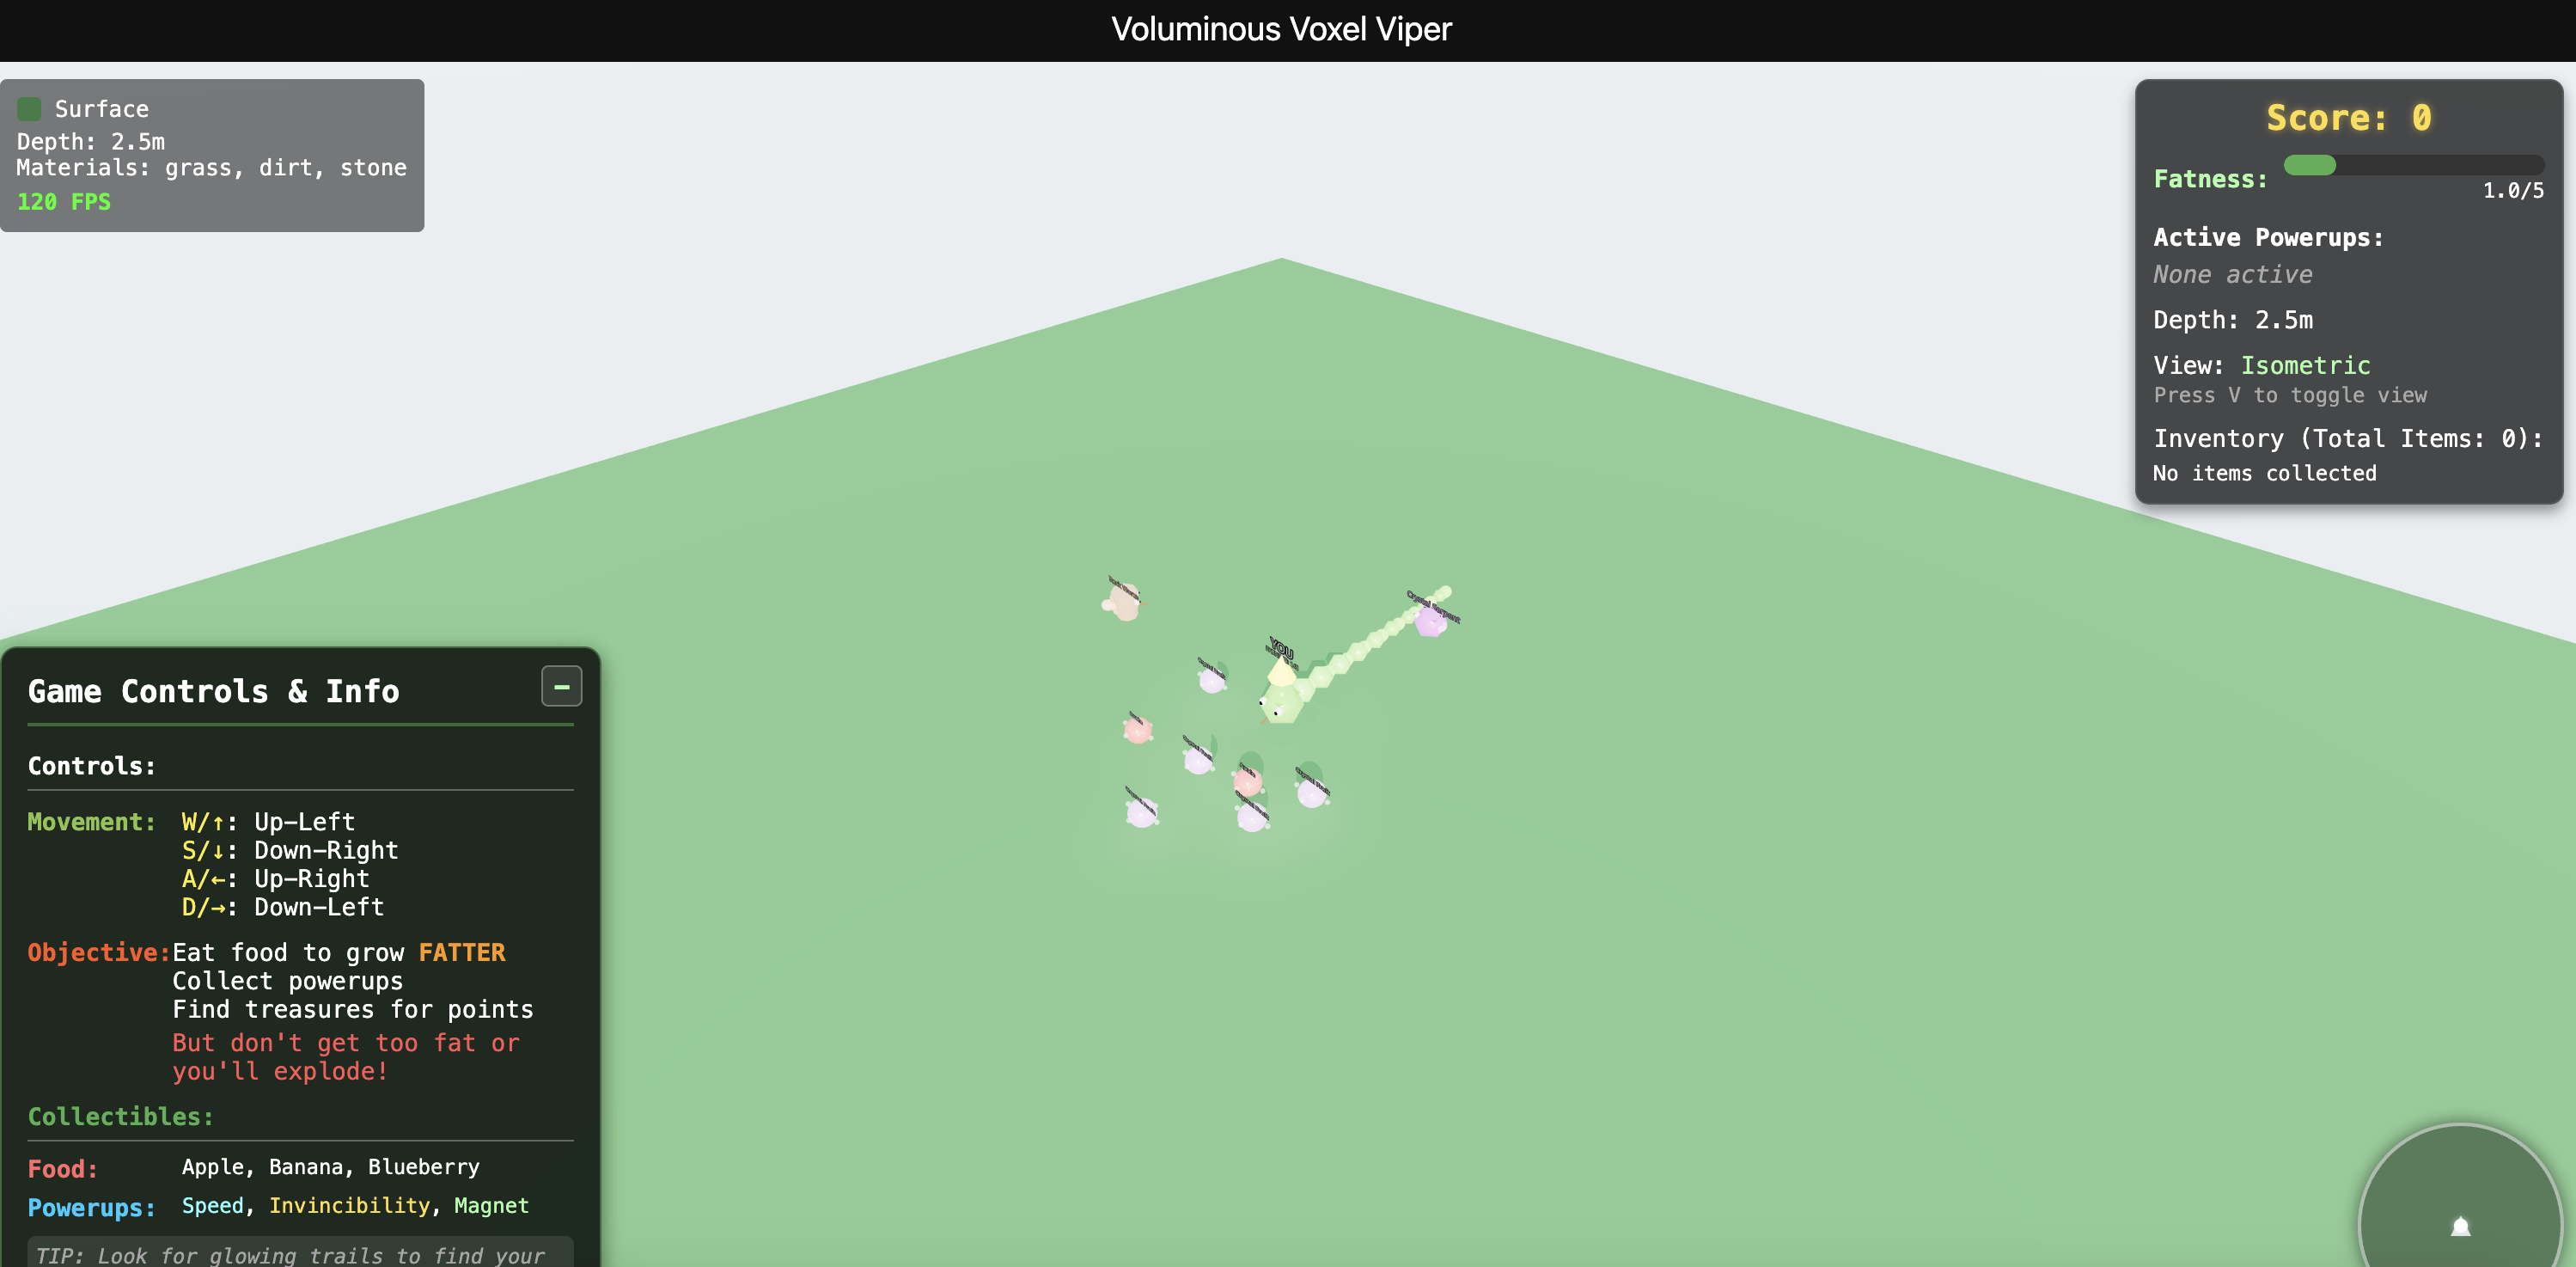 Voluminous Voxel Viper
Surface
Depth: 2.5m
Materials: grass, dirt, stone
120 FPS
Score: 0
Fatness:
1.0/5
Active Powerups:
None active
Depth: 2.5m
View: Isometric
Press V to toggle view
Inventory (Total Items: 0):
No items collected
Crystal Serpent
YOU
Game Controls & Info
−
Controls:
Movement: W/↑: Up-Left
S/↓: Down-Right
A/←: Up-Right
D/→: Down-Left
Objective: Eat food to grow FATTER
Collect powerups
Find treasures for points
But don't get too fat or
you'll explode!
Collectibles:
Food: Apple, Banana, Blueberry
Powerups: Speed, Invincibility, Magnet
TIP: Look for glowing trails to find your